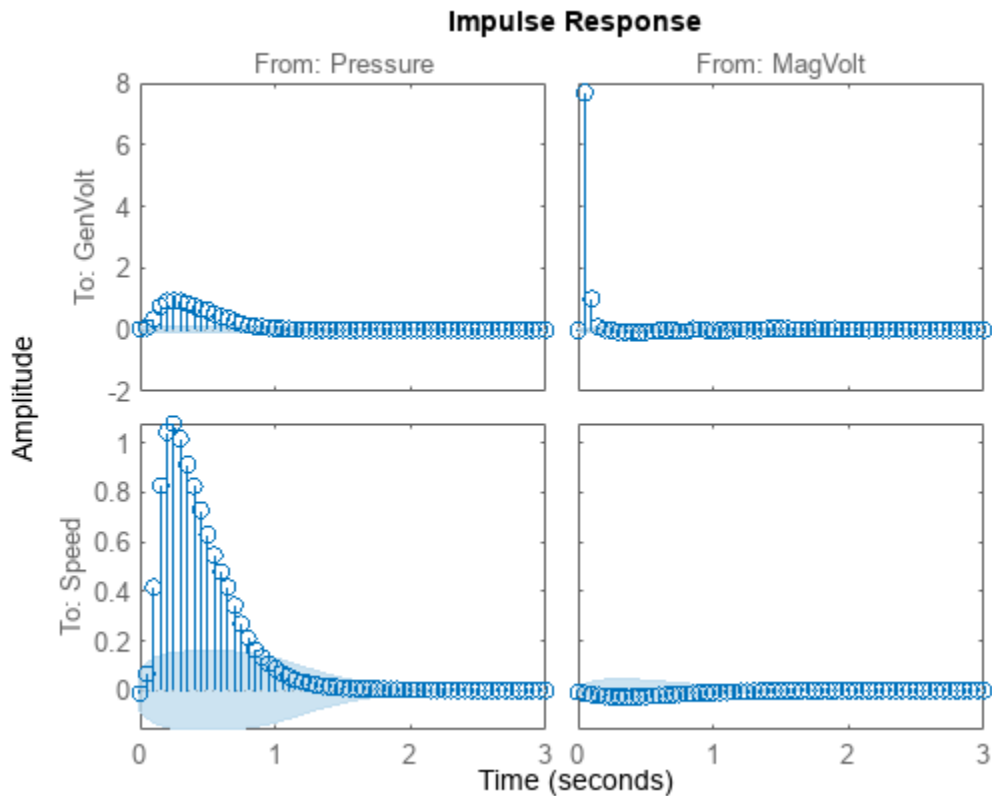 Impulse Response
From: Pressure
From: MagVolt
Amplitude
To: GenVolt
8
6
4
2
0
-2
To: Speed
1
0.8
0.6
0.4
0.2
0
0 1 2 3
0 1 2 3
Time (seconds)